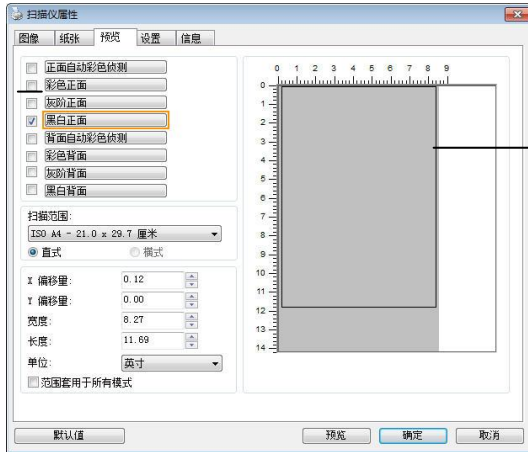 扫描仪属性
图像 纸张 预览 设置 信息
正面自动彩色侦测
彩色正面
灰阶正面
黑白正面
背面自动彩色侦测
彩色背面
灰阶背面
黑白背面
扫描范围:
ISO A4 - 21.0 x 29.7 厘米
直式 横式
X 偏移量: 0.12
Y 偏移量: 0.00
宽度: 8.27
长度: 11.69
单位: 英寸
范围套用于所有模式
0 1 2 3 4 5 6 7 8 9
0
1
2
3
4
5
6
7
8
9
10
11
12
13
14
默认值 预览 确定 取消